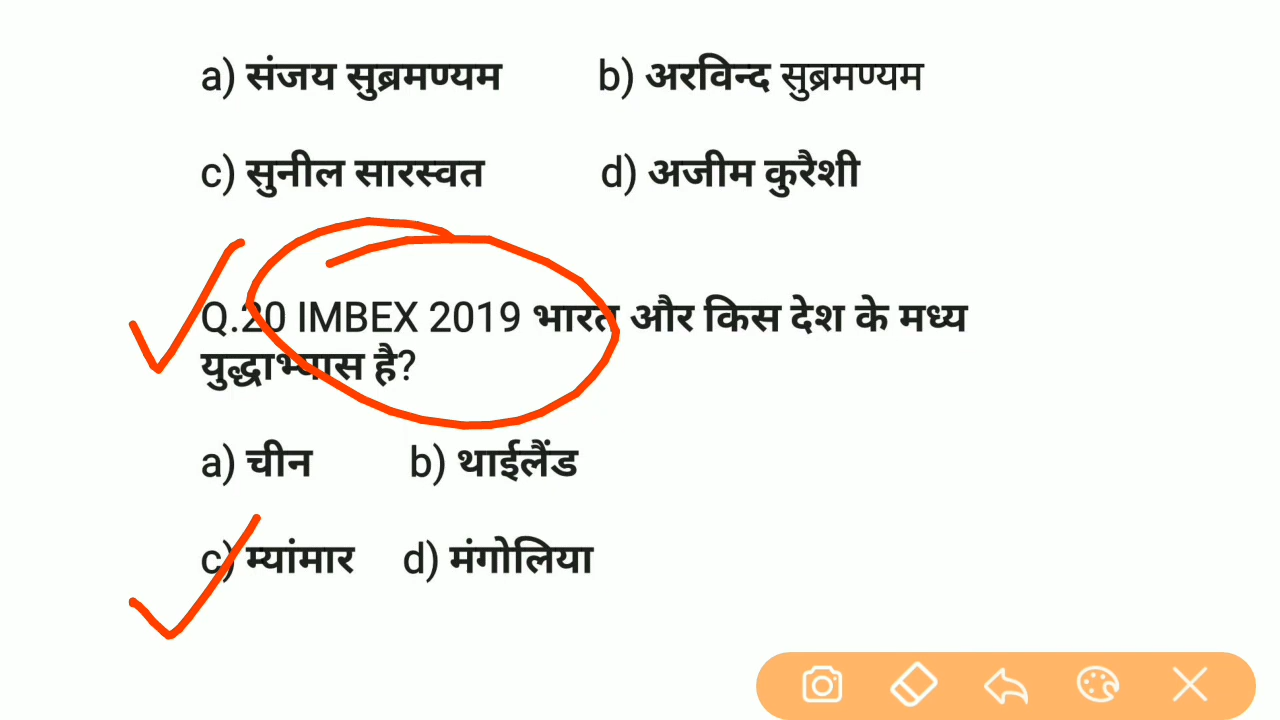 a) संजय सुब्रमण्यम b) अरविन्द सुब्रमण्यम
c) सुनील सारस्वत d) अजीम कुरैशी
Q.20 IMBEX 2019 भारत और किस देश के मध्य
युद्धाभ्यास है?
a) चीन b) थाईलैंड
c) म्यांमार d) मंगोलिया